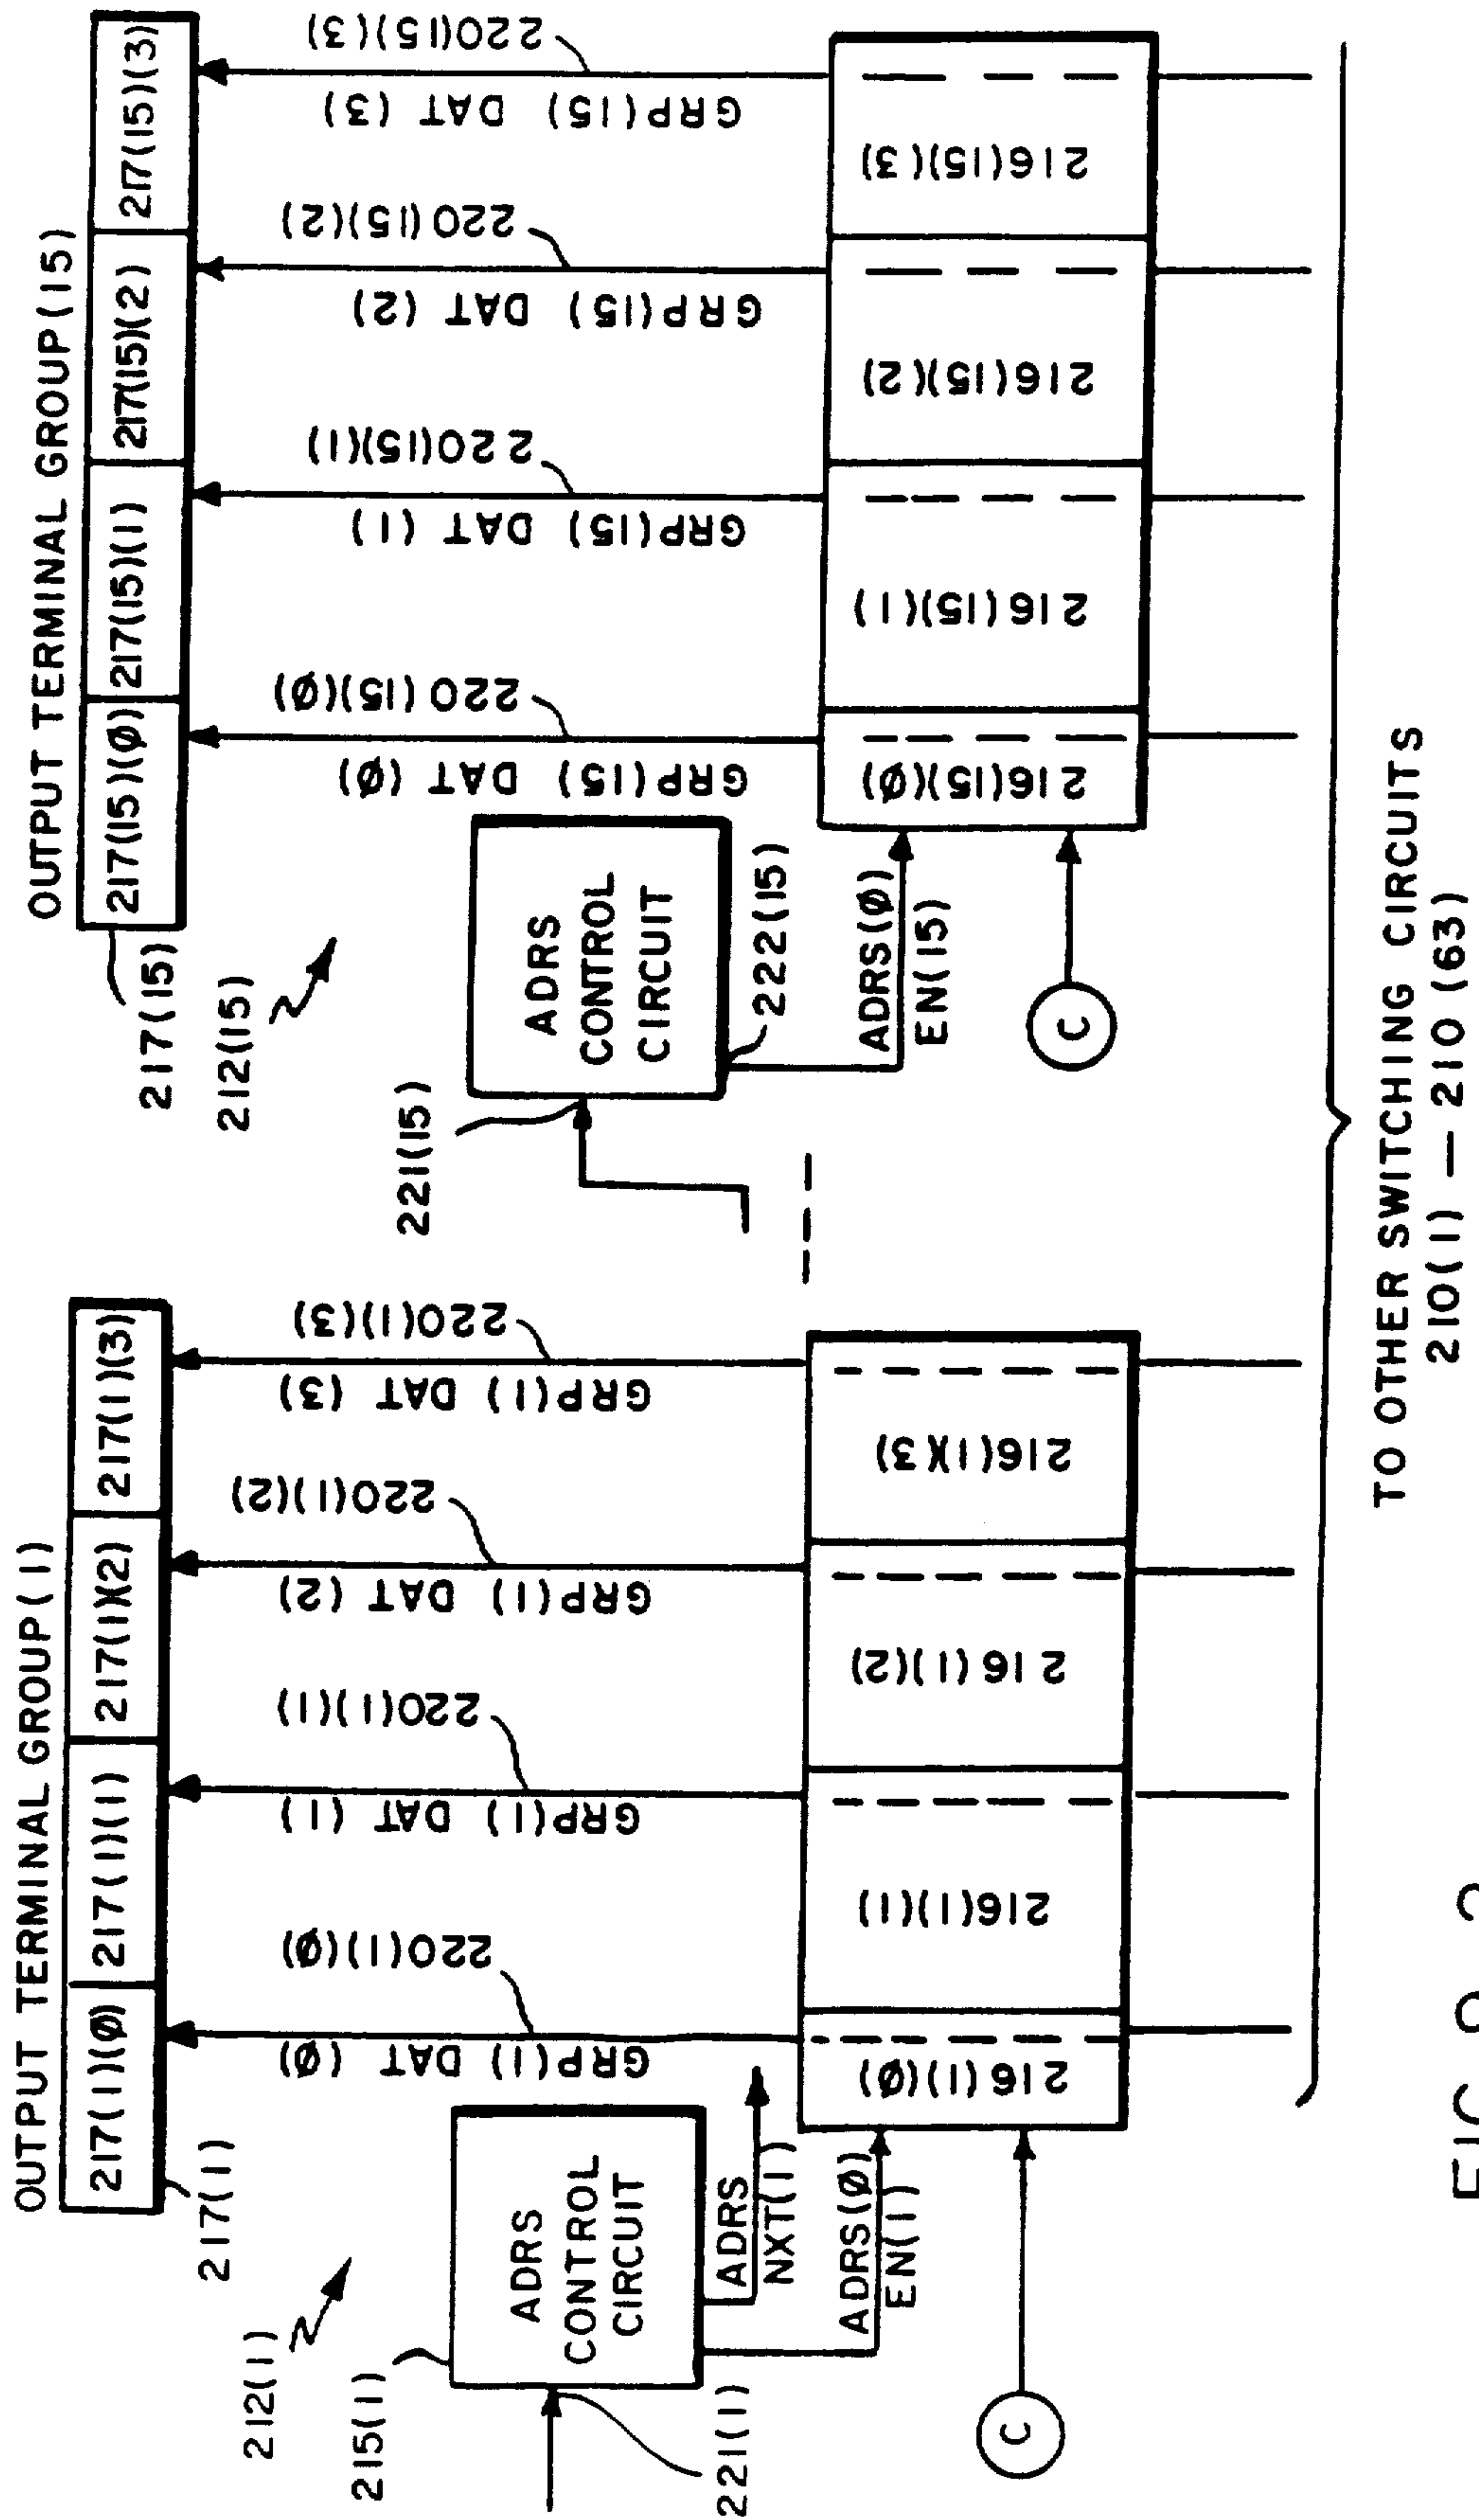 OUTPUT TERMINAL GROUP(1)
217(1)(Ø)
217(1)(1)
217(1)(2)
217(1)(3)
217(1)
212(1)
215(1)
221(1)
ADRS
CONTROL
CIRCUIT
ADRS
NXT(1)
ADRS(Ø)
EN(1)
C
220(1)(Ø)
GRP(1) DAT (Ø)
220(1)(1)
GRP(1) DAT (1)
220(1)(2)
GRP(1) DAT (2)
220(1)(3)
GRP(1) DAT (3)
216(1)(Ø)
216(1)(1)
216(1)(2)
216(1)(3)
OUTPUT TERMINAL GROUP(15)
217(15)(Ø)
217(15)(1)
217(15)(2)
217(15)(3)
217(15)
212(15)
221(15)
ADRS
CONTROL
CIRCUIT
222(15)
ADRS(Ø)
EN(15)
C
220(15)(Ø)
GRP(15) DAT (Ø)
220(15)(1)
GRP(15) DAT (1)
220(15)(2)
GRP(15) DAT (2)
220(15)(3)
GRP(15) DAT (3)
216(15)(Ø)
216(15)(1)
216(15)(2)
216(15)(3)
TO OTHER SWITCHING CIRCUITS
210(1) — 210(63)